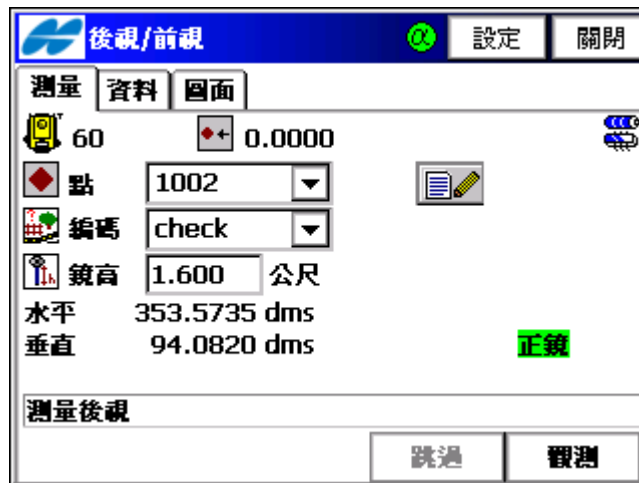 後視/前視 α 設定 關閉
測量 資料 圖面
60 0.0000
點 1002
編碼 check
鏡高 1.600 公尺
水平 353.5735 dms
垂直 94.0820 dms 正鏡
測量後視
跳過 觀測